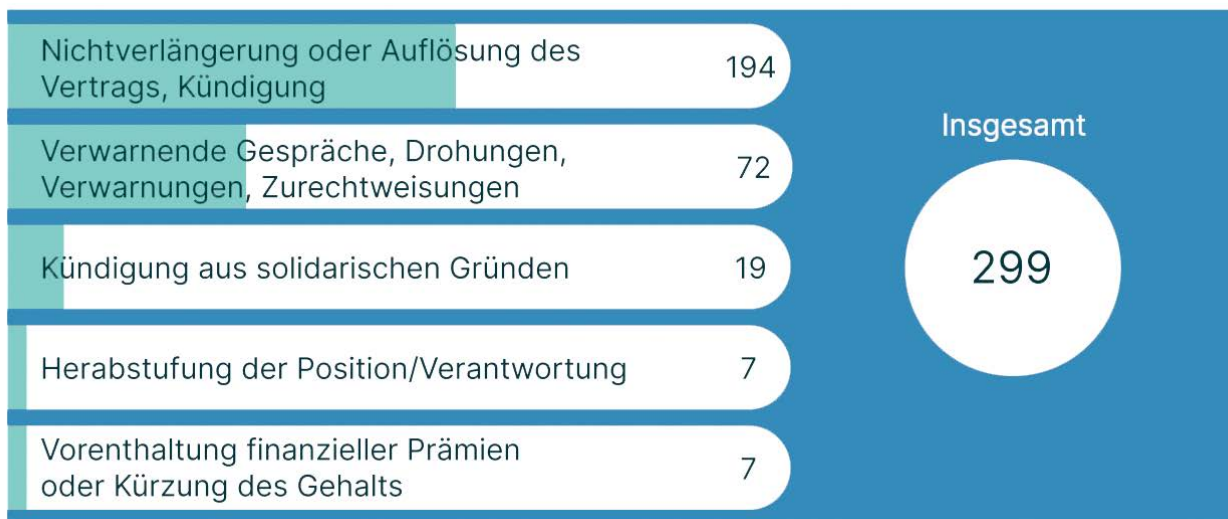 Nichtverlängerung oder Auflösung des
Vertrags, Kündigung
194
Verwarnende Gespräche, Drohungen,
Verwarnungen, Zurechtweisungen
72
Kündigung aus solidarischen Gründen
19
Herabstufung der Position/Verantwortung
7
Vorenthaltung finanzieller Prämien
oder Kürzung des Gehalts
7
Insgesamt
299